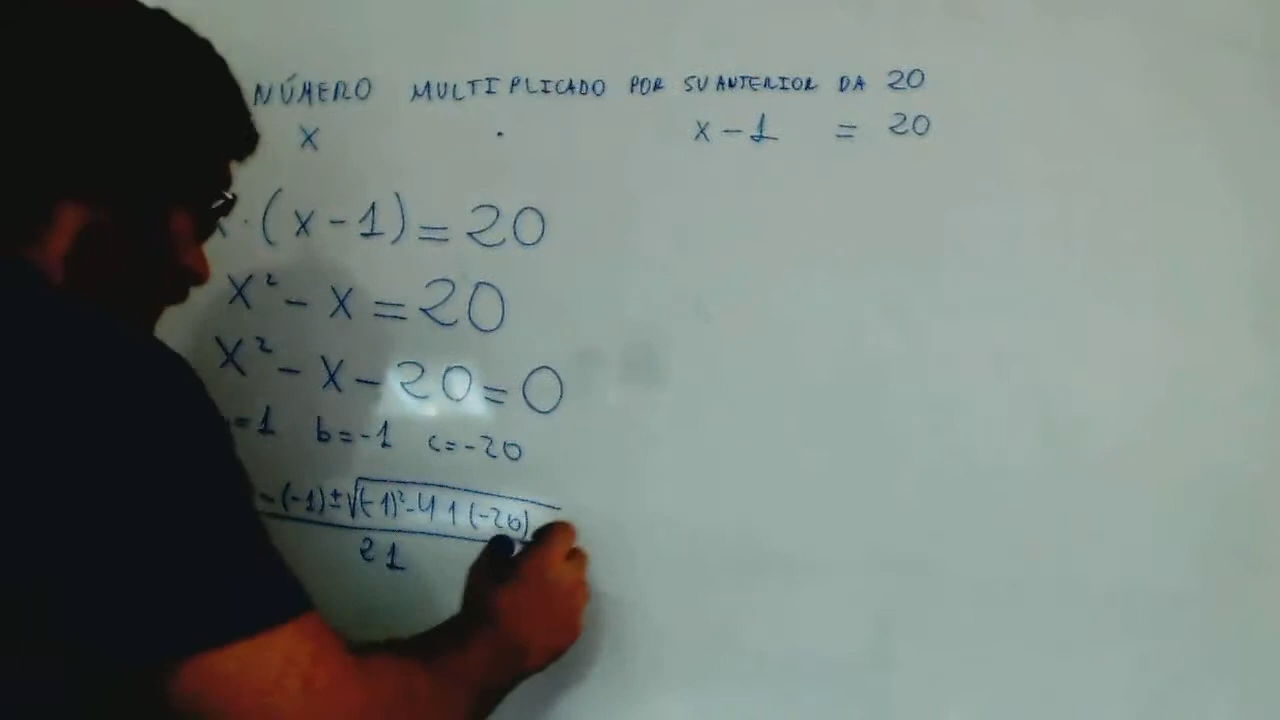 NÚMERO MULTIPLICADO POR SU ANTERIOR DA 20
x · x-1 = 20
· (x-1) = 20
x² - x = 20
x² - x - 20 = 0
=1 b=-1 c=-20
-(-1)±√(-1)²-4 1 (-20)
2 1